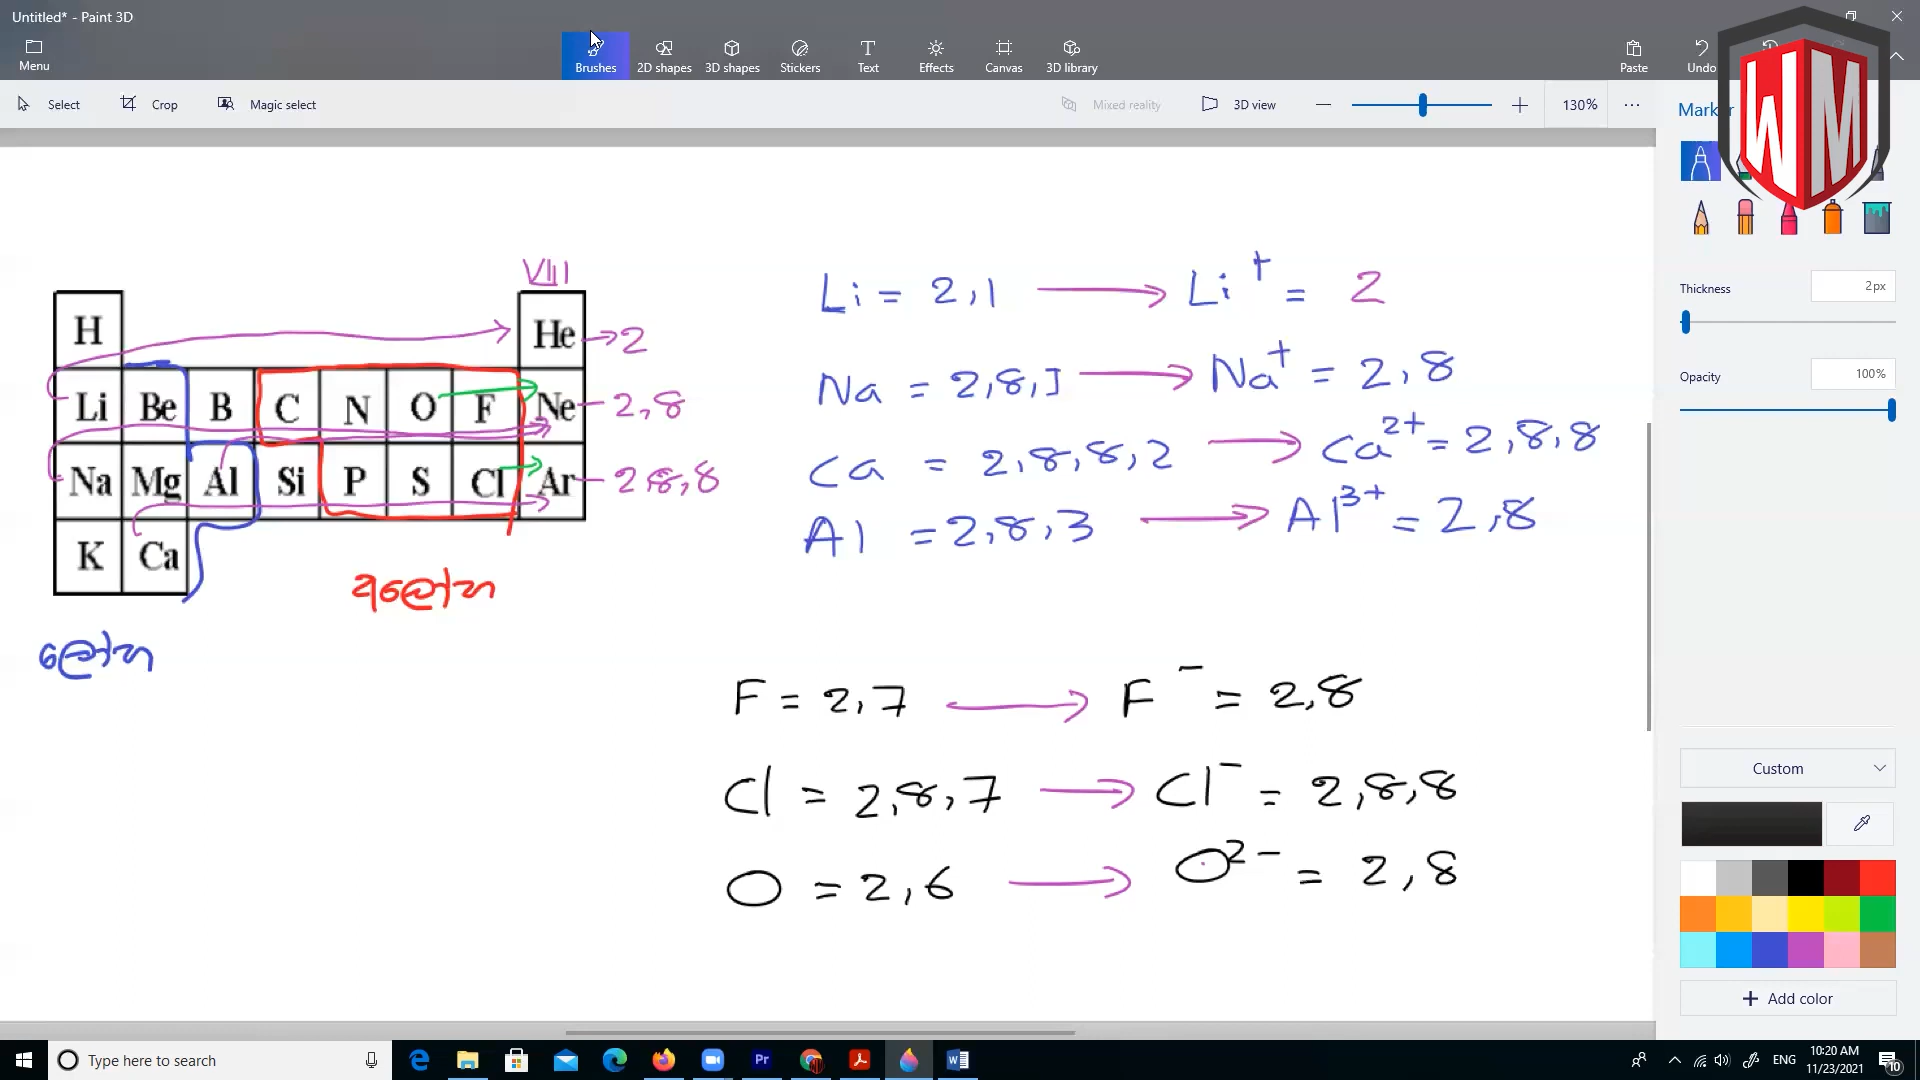 Untitled* - Paint 3D
Menu
Brushes
2D shapes
3D shapes
Stickers
Text
Effects
Canvas
3D library
Paste
Undo
Select
Crop
Magic select
Mixed reality
3D view
130%
Marker
WM
Thickness
2px
Opacity
100%
Custom
Add color
VIII
H He → 2
Li Be B C N O F Ne - 2,8
Na Mg Al Si P S Cl Ar - 2,8,8
K Ca
අලෝහ
ලෝහ
Li = 2,1 → Li⁺ = 2
Na = 2,8,1 → Na⁺ = 2,8
Ca = 2,8,8,2 → Ca²⁺ = 2,8,8
Al = 2,8,3 → Al³⁺ = 2,8
F = 2,7 → F⁻ = 2,8
Cl = 2,8,7 → Cl⁻ = 2,8,8
O = 2,6 → O²⁻ = 2,8
Type here to search
ENG
10:20 AM
11/23/2021
10